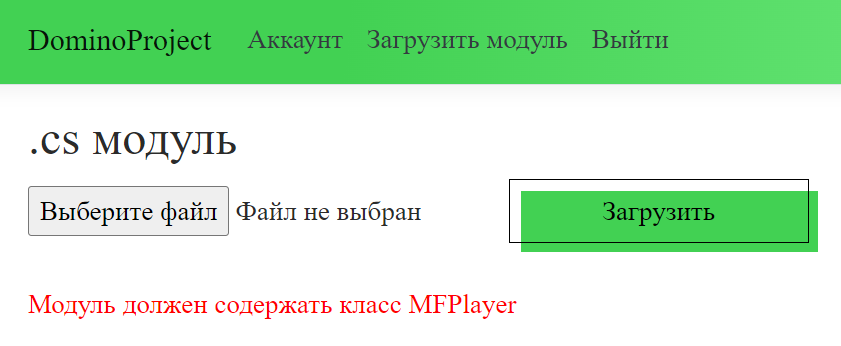 DominoProject Аккаунт Загрузить модуль Выйти
.cs модуль
Выберите файл Файл не выбран Загрузить
Модуль должен содержать класс MFPlayer